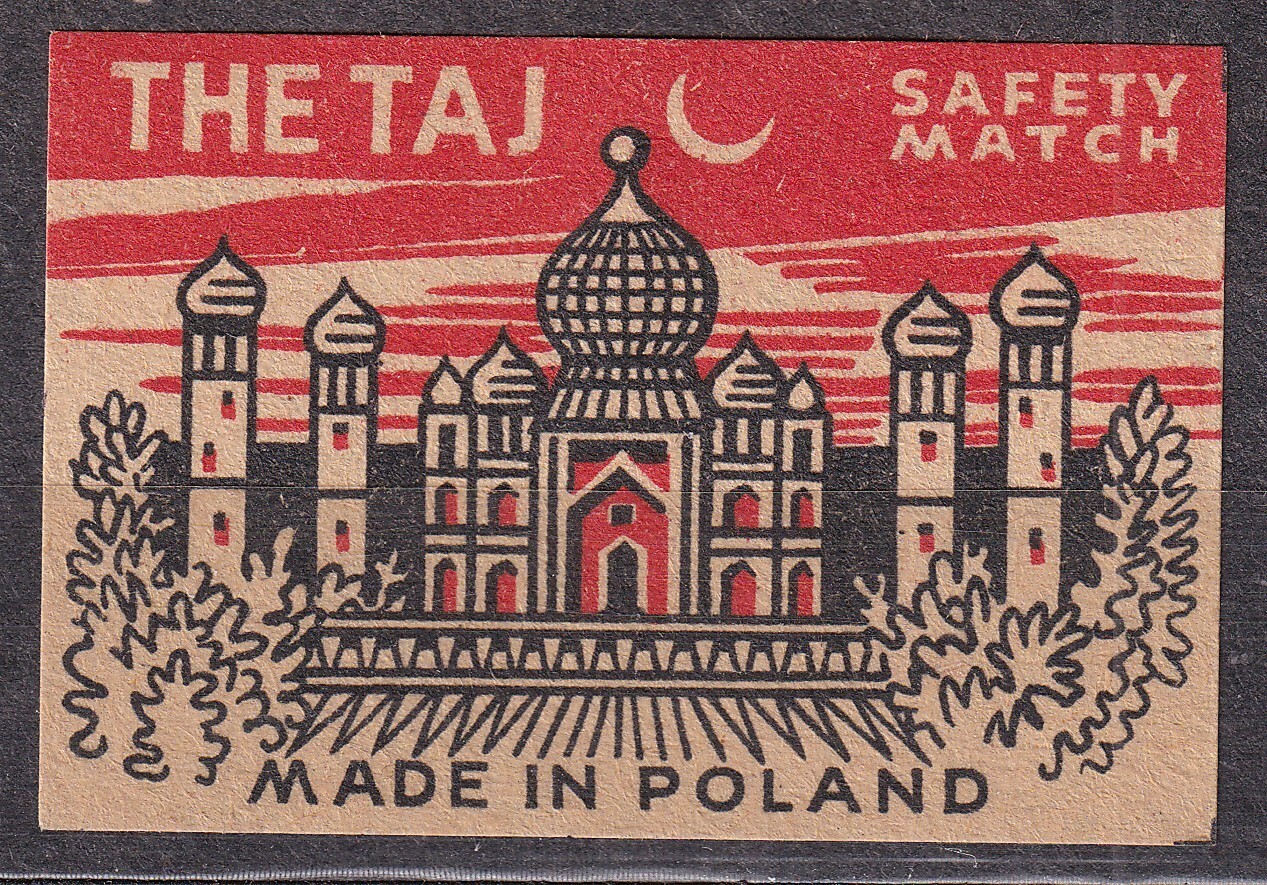 THE TAJ
SAFETY
MATCH
MADE IN POLAND